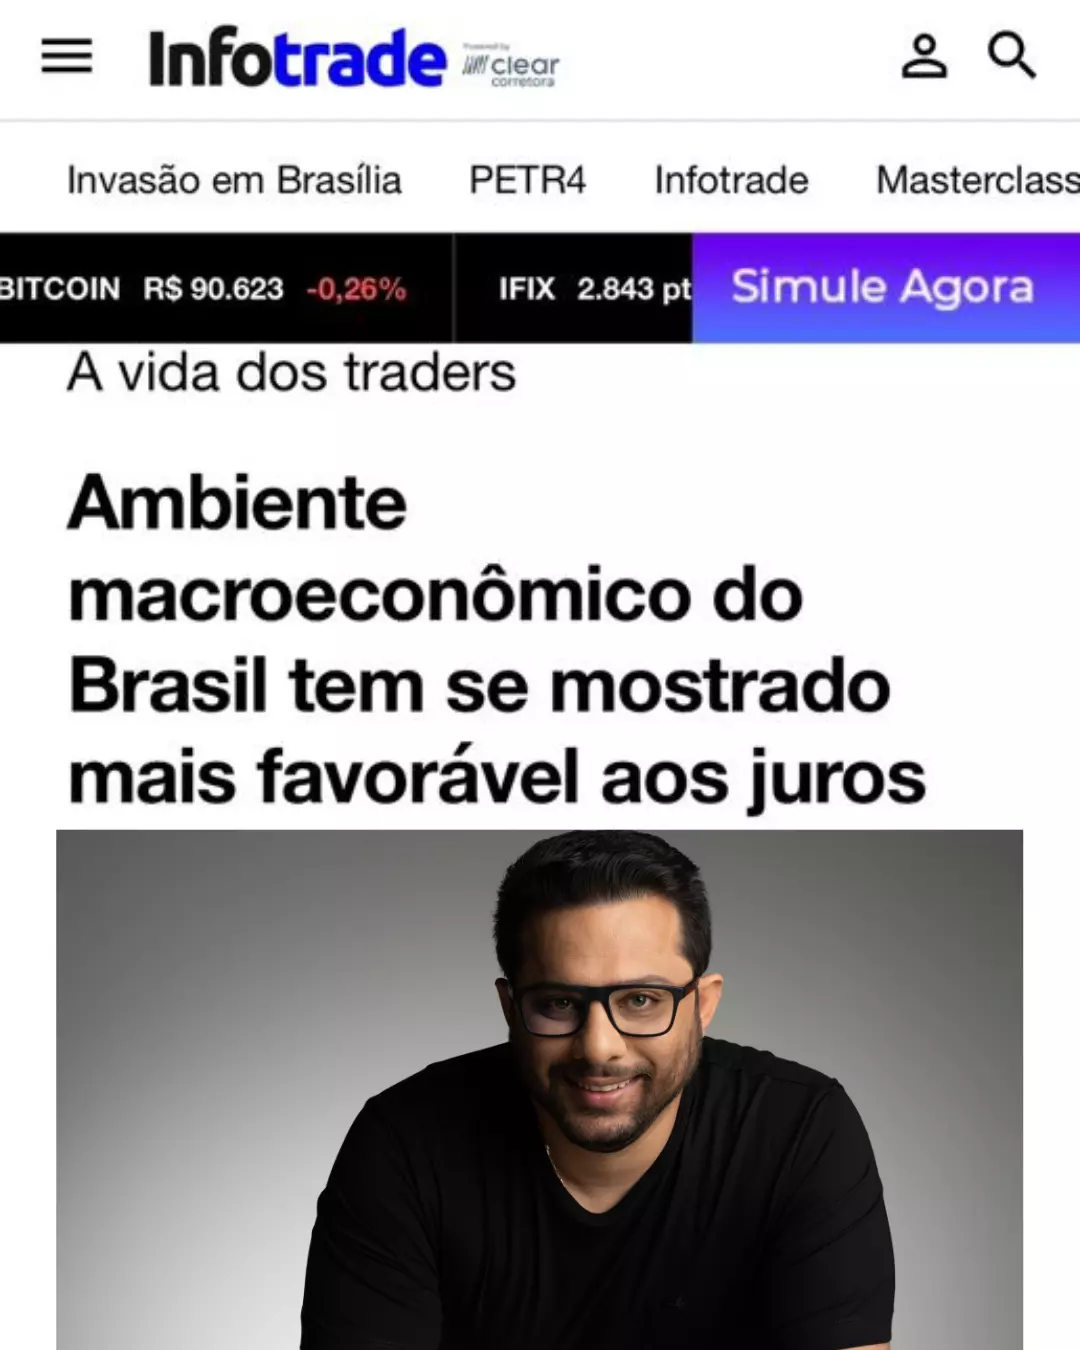 Infotrade
Powered by
clear
corretora
Invasão em Brasília PETR4 Infotrade Masterclass
BITCOIN R$ 90.623 -0,26% IFIX 2.843 pt Simule Agora
A vida dos traders
Ambiente
macroeconômico do
Brasil tem se mostrado
mais favorável aos juros